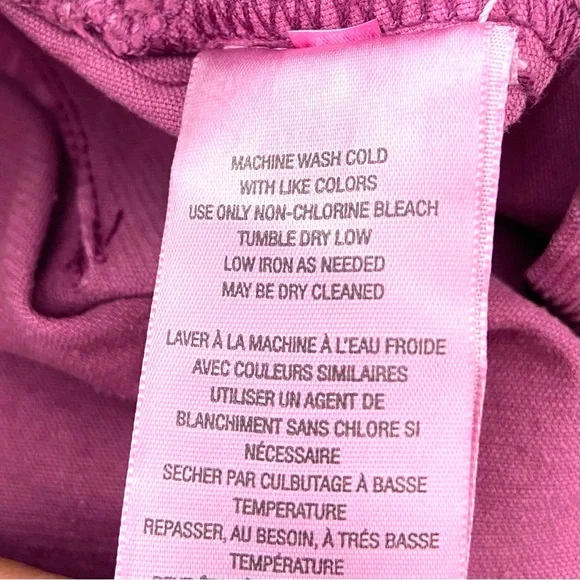 MACHINE WASH COLD
WITH LIKE COLORS
USE ONLY NON-CHLORINE BLEACH
TUMBLE DRY LOW
LOW IRON AS NEEDED
MAY BE DRY CLEANED
LAVER À LA MACHINE À L'EAU FROIDE
AVEC COULEURS SIMILAIRES
UTILISER UN AGENT DE
BLANCHIMENT SANS CHLORE SI
NÉCESSAIRE
SECHER PAR CULBUTAGE À BASSE
TEMPERATURE
REPASSER, AU BESOIN, À TRÉS BASSE
TEMPÉRATURE